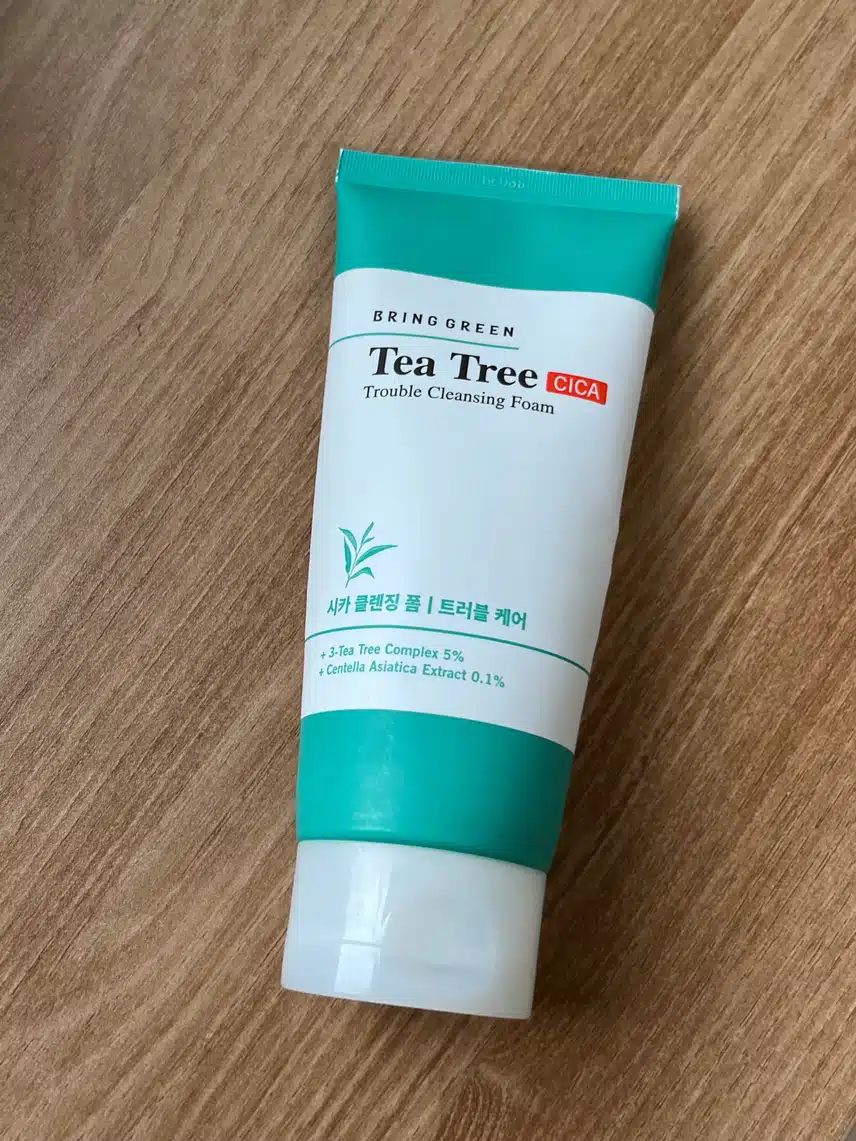 BRING GREEN
Tea Tree CICA
Trouble Cleansing Foam
시카 클렌징 폼 | 트러블 케어
+ 3-Tea Tree Complex 5%
+ Centella Asiatica Extract 0.1%